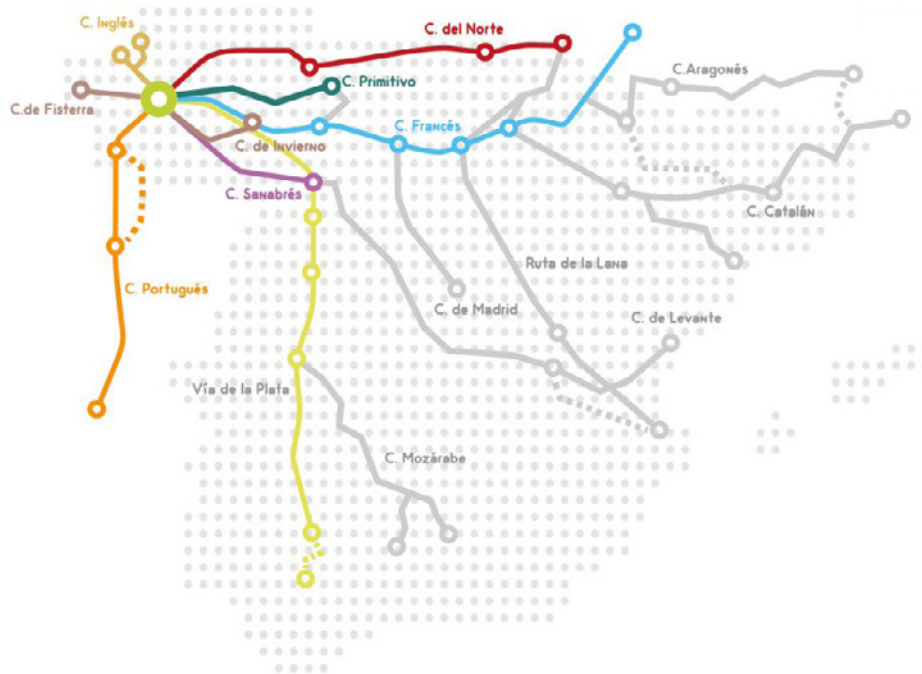 C. Inglés
C. del Norte
C.Aragonés
C. Primitivo
C.de Fisterra
C. Francés
C. de Invierno
C. Sanabrés
C. Catalán
Ruta de la Lana
C. Portugués
C. de Madrid
C. de Levante
Vía de la Plata
C. Mozárabe